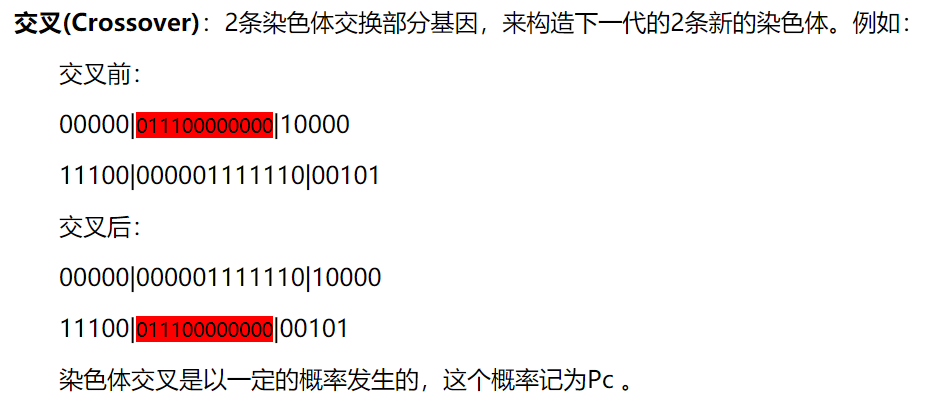 交叉(Crossover)：2条染色体交换部分基因，来构造下一代的2条新的染色体。例如：
交叉前：
00000|011100000000|10000
11100|000001111110|00101
交叉后：
00000|000001111110|10000
11100|011100000000|00101
染色体交叉是以一定的概率发生的，这个概率记为Pc 。